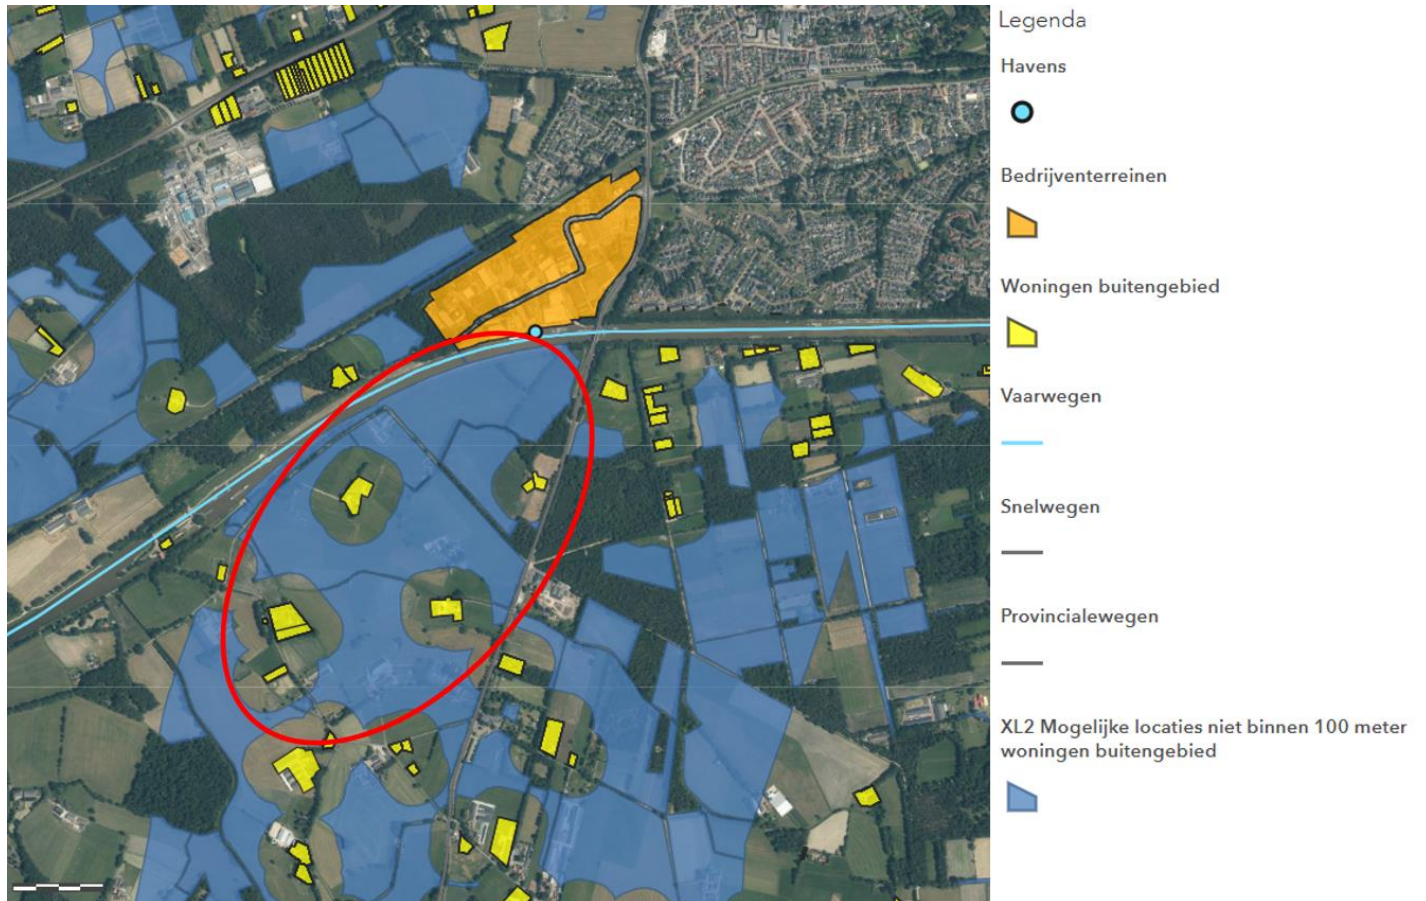 Legenda
Havens
Bedrijventerreinen
Woningen buitengebied
Vaarwegen
Snelwegen
Provincialewegen
XL2 Mogelijke locaties niet binnen 100 meter
woningen buitengebied